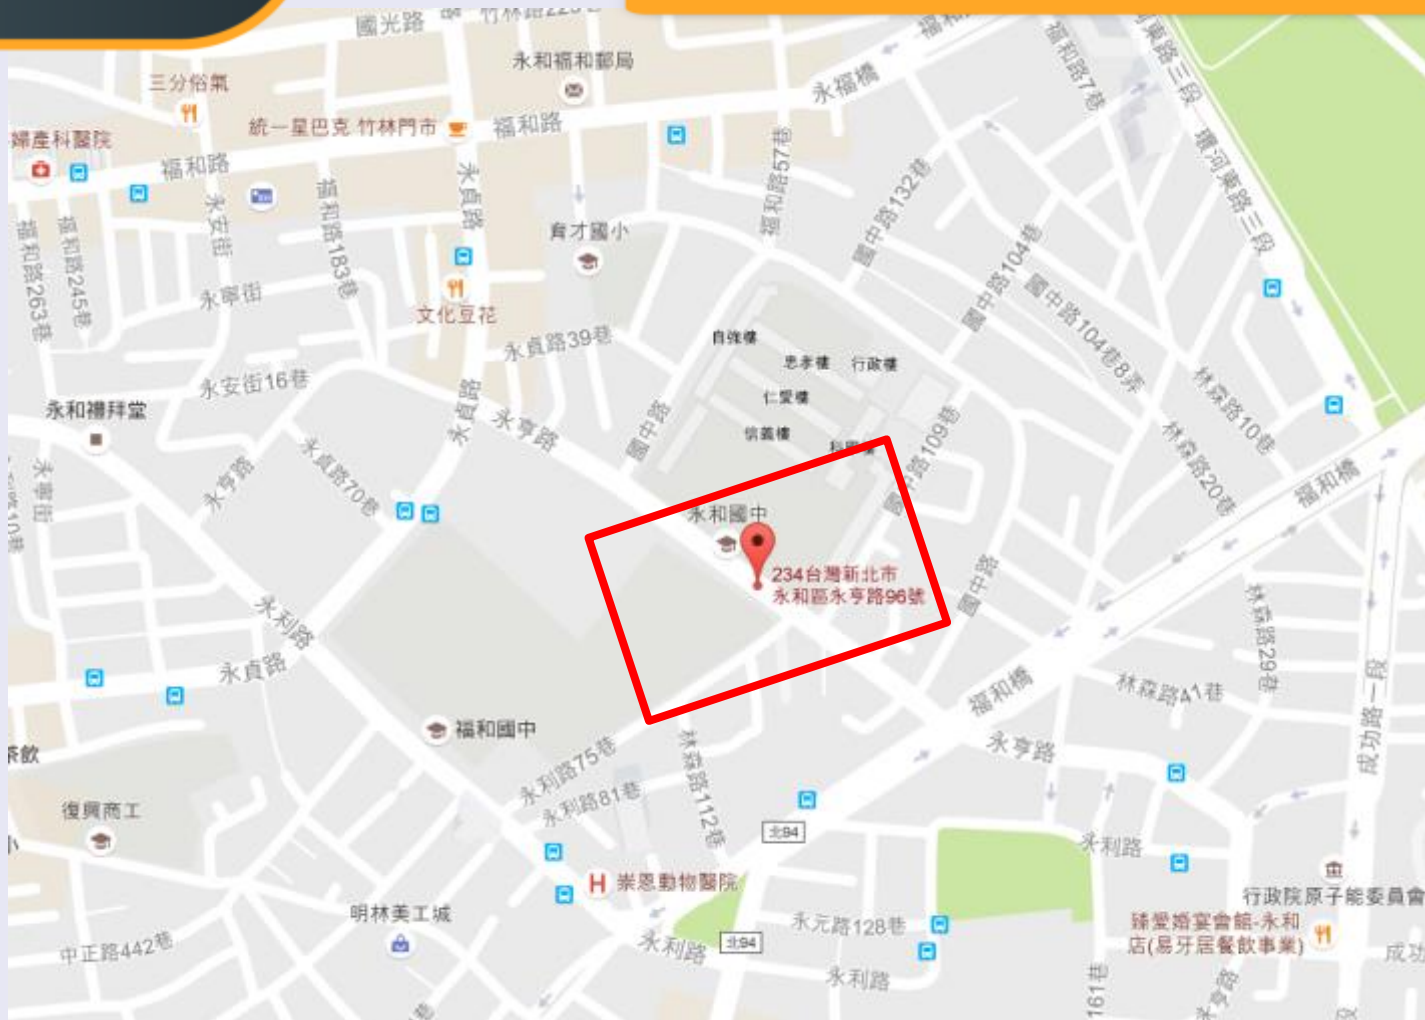 國光路
永和福和郵局
三分俗氣
永福橋
福和路7巷
統一星巴克 竹林門市
福和路
婦產科醫院
福和路
環河東路三段
永安街
福和路183巷
永貞路
福和路57巷
國中路132巷
育才國小
福和路263巷
福和路245巷
永寧街
文化豆花
國中路104巷
國中路104巷8弄
永貞路39巷
自強樓
忠孝樓
行政樓
永安街16巷
仁愛樓
永和禮拜堂
永貞路
永亨路
國中路
信義樓
國中路109巷
林森路10巷
林森路20巷
永寧街
永亨路
永貞路70巷
福和橋
永和國中
234台灣新北市
永和區永亨路96號
國中路
永利路
林森路29巷
永貞路
福和橋
林森路41巷
成功路一段
福和國中
永亨路
茶飲
永利路75巷
永利路81巷
林森路112巷
復興商工
北94
永利路
崇恩動物醫院
行政院原子能委員會
明林美工城
永元路128巷
臻愛婚宴會館-永和
店(易牙居餐飲事業)
中正路442巷
永利路
北94
永利路
161巷
永亨路